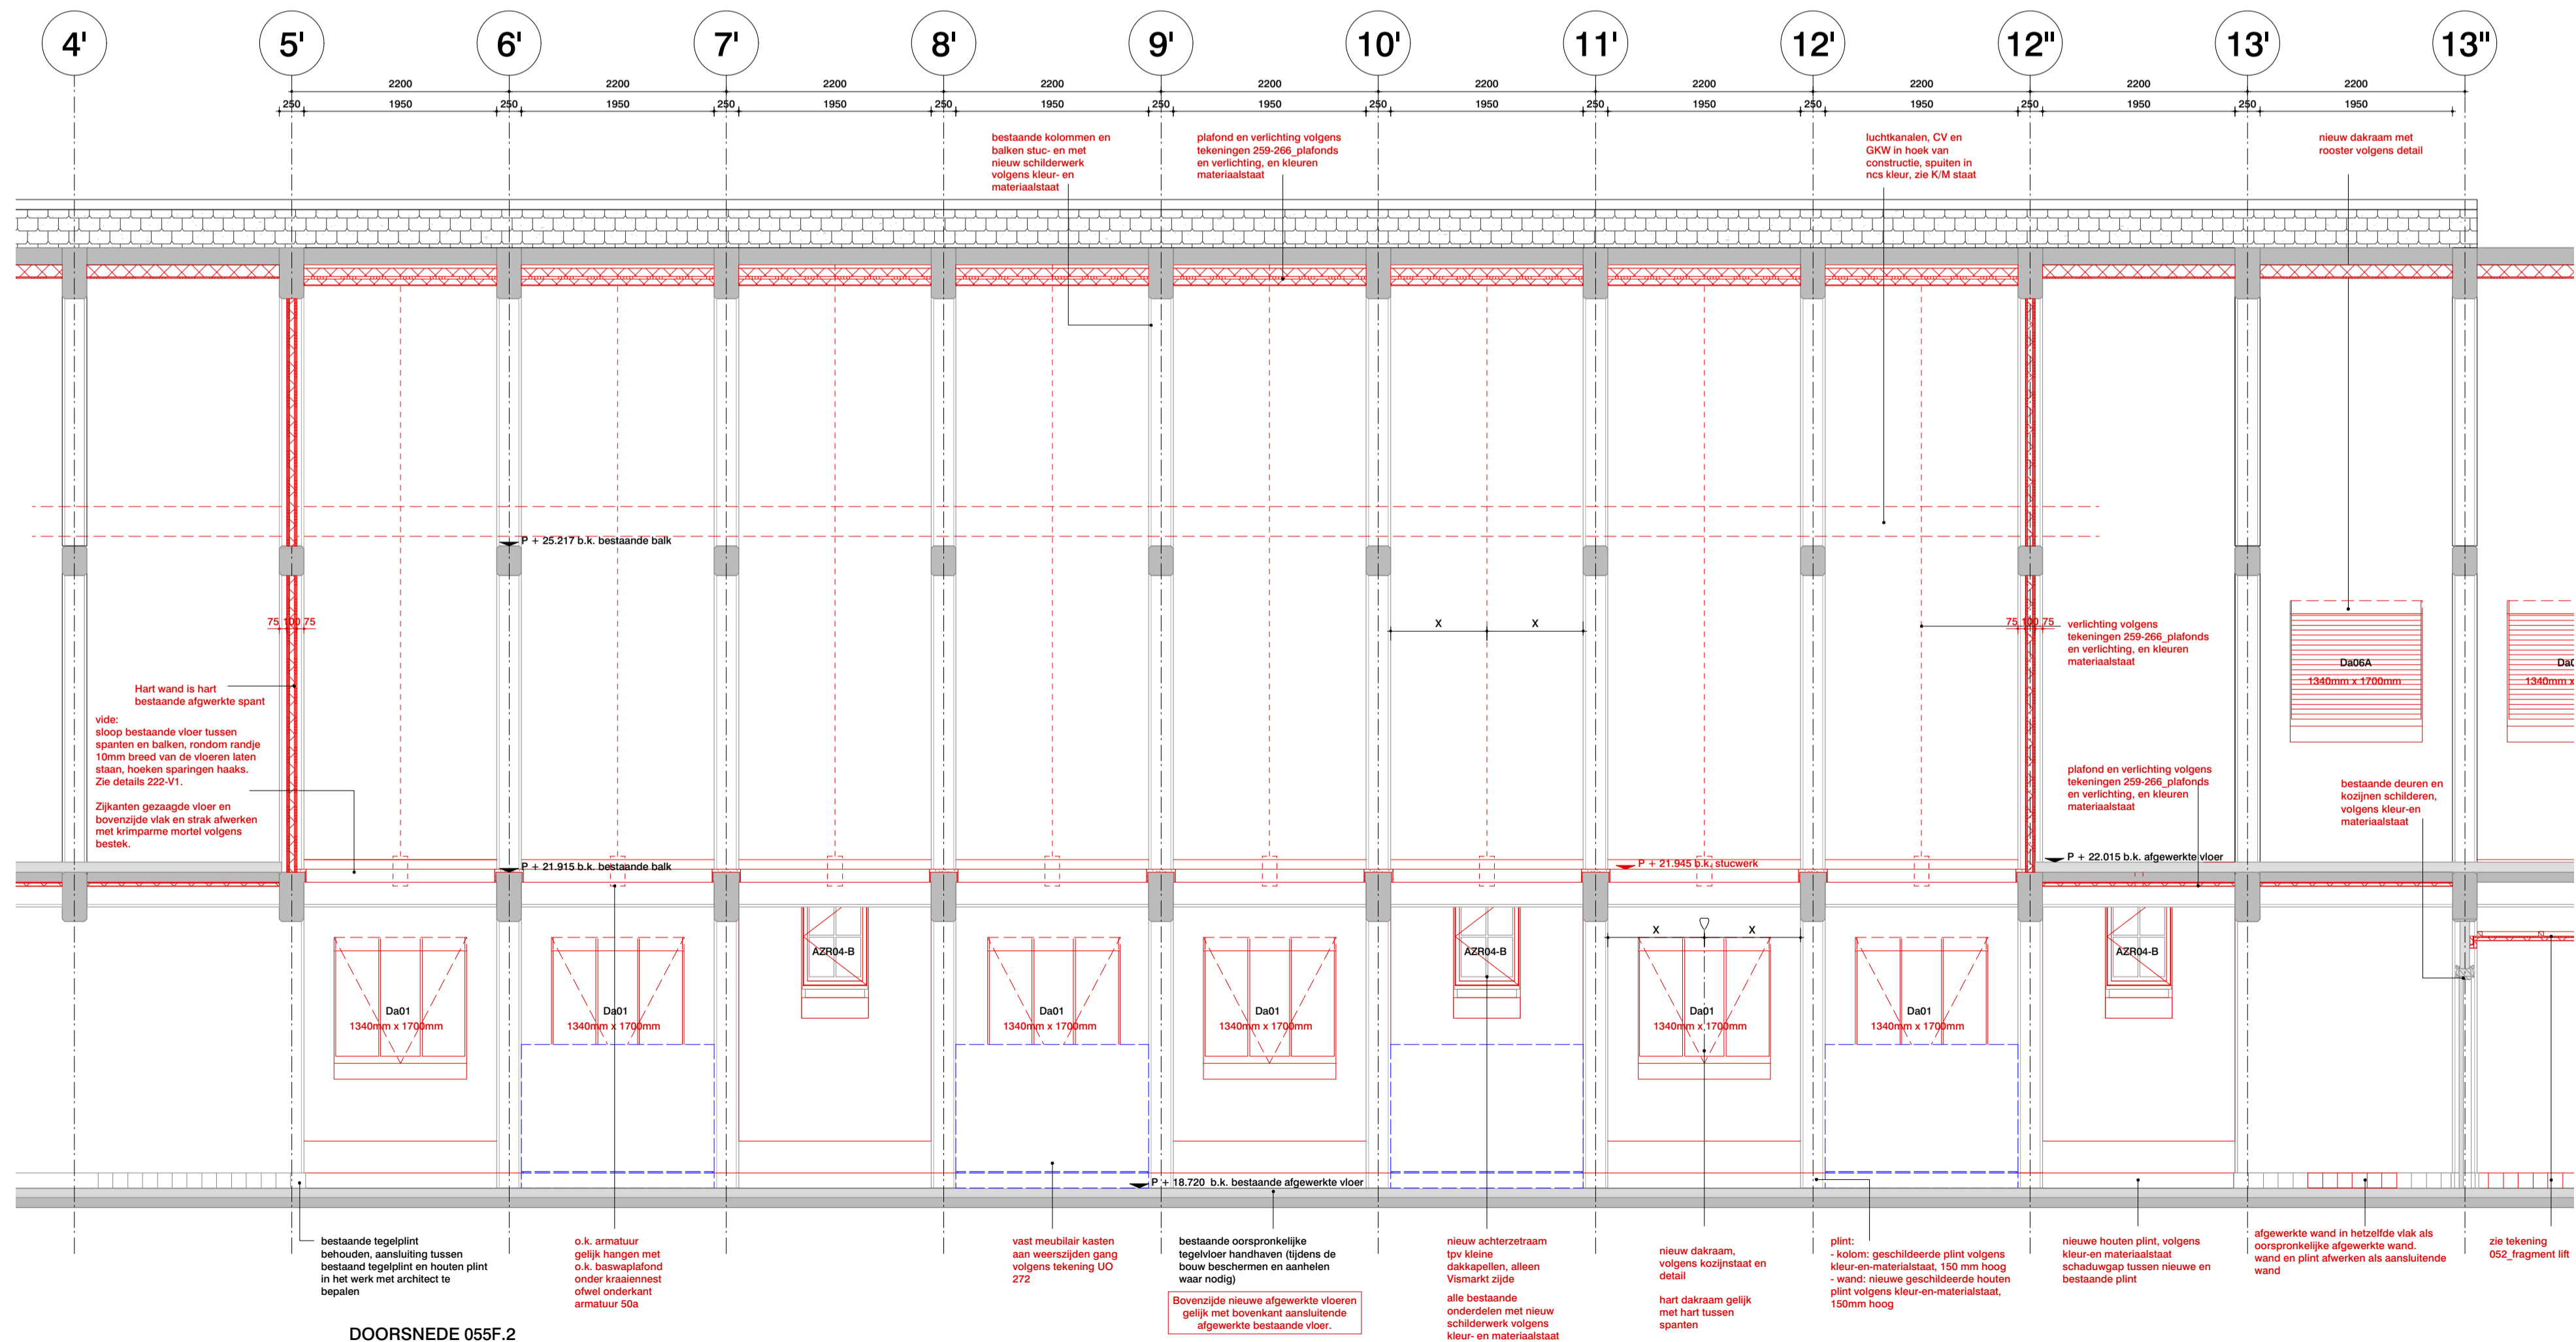 4' 5' 6' 7' 8' 9' 10' 11' 12' 12" 13' 13"
2200 2200 2200 2200 2200 2200 2200 2200 2200 2200
250 1950 250 1950 250 1950 250 1950 250 1950 250 1950 250 1950 250 1950 250 1950 250 1950
bestaande kolommen en
balken stuc- en met
nieuw schilderwerk
volgens kleur- en
materiaalstaat
plafond en verlichting volgens
tekeningen 259-266_plafonds
en verlichting, en kleuren
materiaalstaat
luchtkanalen, CV en
GKW in hoek van
constructie, spuiten in
ncs kleur, zie K/M staat
nieuw dakraam met
rooster volgens detail
P + 25.217 b.k. bestaande balk
75 100 75
X X
75 100 75
verlichting volgens
tekeningen 259-266_plafonds
en verlichting, en kleuren
materiaalstaat
Da06A
1340mm x 1700mm
Da0
1340mm x
Hart wand is hart
bestaande afgwerkte spant
vide:
sloop bestaande vloer tussen
spanten en balken, rondom randje
10mm breed van de vloeren laten
staan, hoeken sparingen haaks.
Zie details 222-V1.
Zijkanten gezaagde vloer en
bovenzijde vlak en strak afwerken
met krimparme mortel volgens
bestek.
plafond en verlichting volgens
tekeningen 259-266_plafonds
en verlichting, en kleuren
materiaalstaat
bestaande deuren en
kozijnen schilderen,
volgens kleur-en
materiaalstaat
P + 21.915 b.k. bestaande balk
P + 21.945 b.k. stucwerk
P + 22.015 b.k. afgewerkte vloer
X X
AZR04-B
AZR04-B
AZR04-B
Da01
1340mm x 1700mm
Da01
1340mm x 1700mm
Da01
1340mm x 1700mm
Da01
1340mm x 1700mm
Da01
1340mm x 1700mm
Da01
1340mm x 1700mm
P + 18.720 b.k. bestaande afgewerkte vloer
bestaande tegelplint
behouden, aansluiting tussen
bestaand tegelplint en houten plint
in het werk met architect te
bepalen
o.k. armatuur
gelijk hangen met
o.k. baswaplafond
onder kraaiennest
ofwel onderkant
armatuur 50a
vast meubilair kasten
aan weerszijden gang
volgens tekening UO
272
bestaande oorspronkelijke
tegelvloer handhaven (tijdens de
bouw beschermen en aanhelen
waar nodig)
Bovenzijde nieuwe afgewerkte vloeren
gelijk met bovenkant aansluitende
afgewerkte bestaande vloer.
nieuw achterzetraam
tpv kleine
dakkapellen, alleen
Vismarkt zijde
alle bestaande
onderdelen met nieuw
schilderwerk volgens
kleur- en materiaalstaat
nieuw dakraam,
volgens kozijnstaat en
detail
hart dakraam gelijk
met hart tussen
spanten
plint:
- kolom: geschilderde plint volgens
kleur-en-materiaalstaat, 150 mm hoog
- wand: nieuwe geschilderde houten
plint volgens kleur-en-materiaalstaat,
150mm hoog
nieuwe houten plint, volgens
kleur-en materiaalstaat
schaduwgap tussen nieuwe en
bestaande plint
afgewerkte wand in hetzelfde vlak als
oorspronkelijke afgewerkte wand.
wand en plint afwerken als aansluitende
wand
zie tekening
052_fragment lift
DOORSNEDE 055F.2